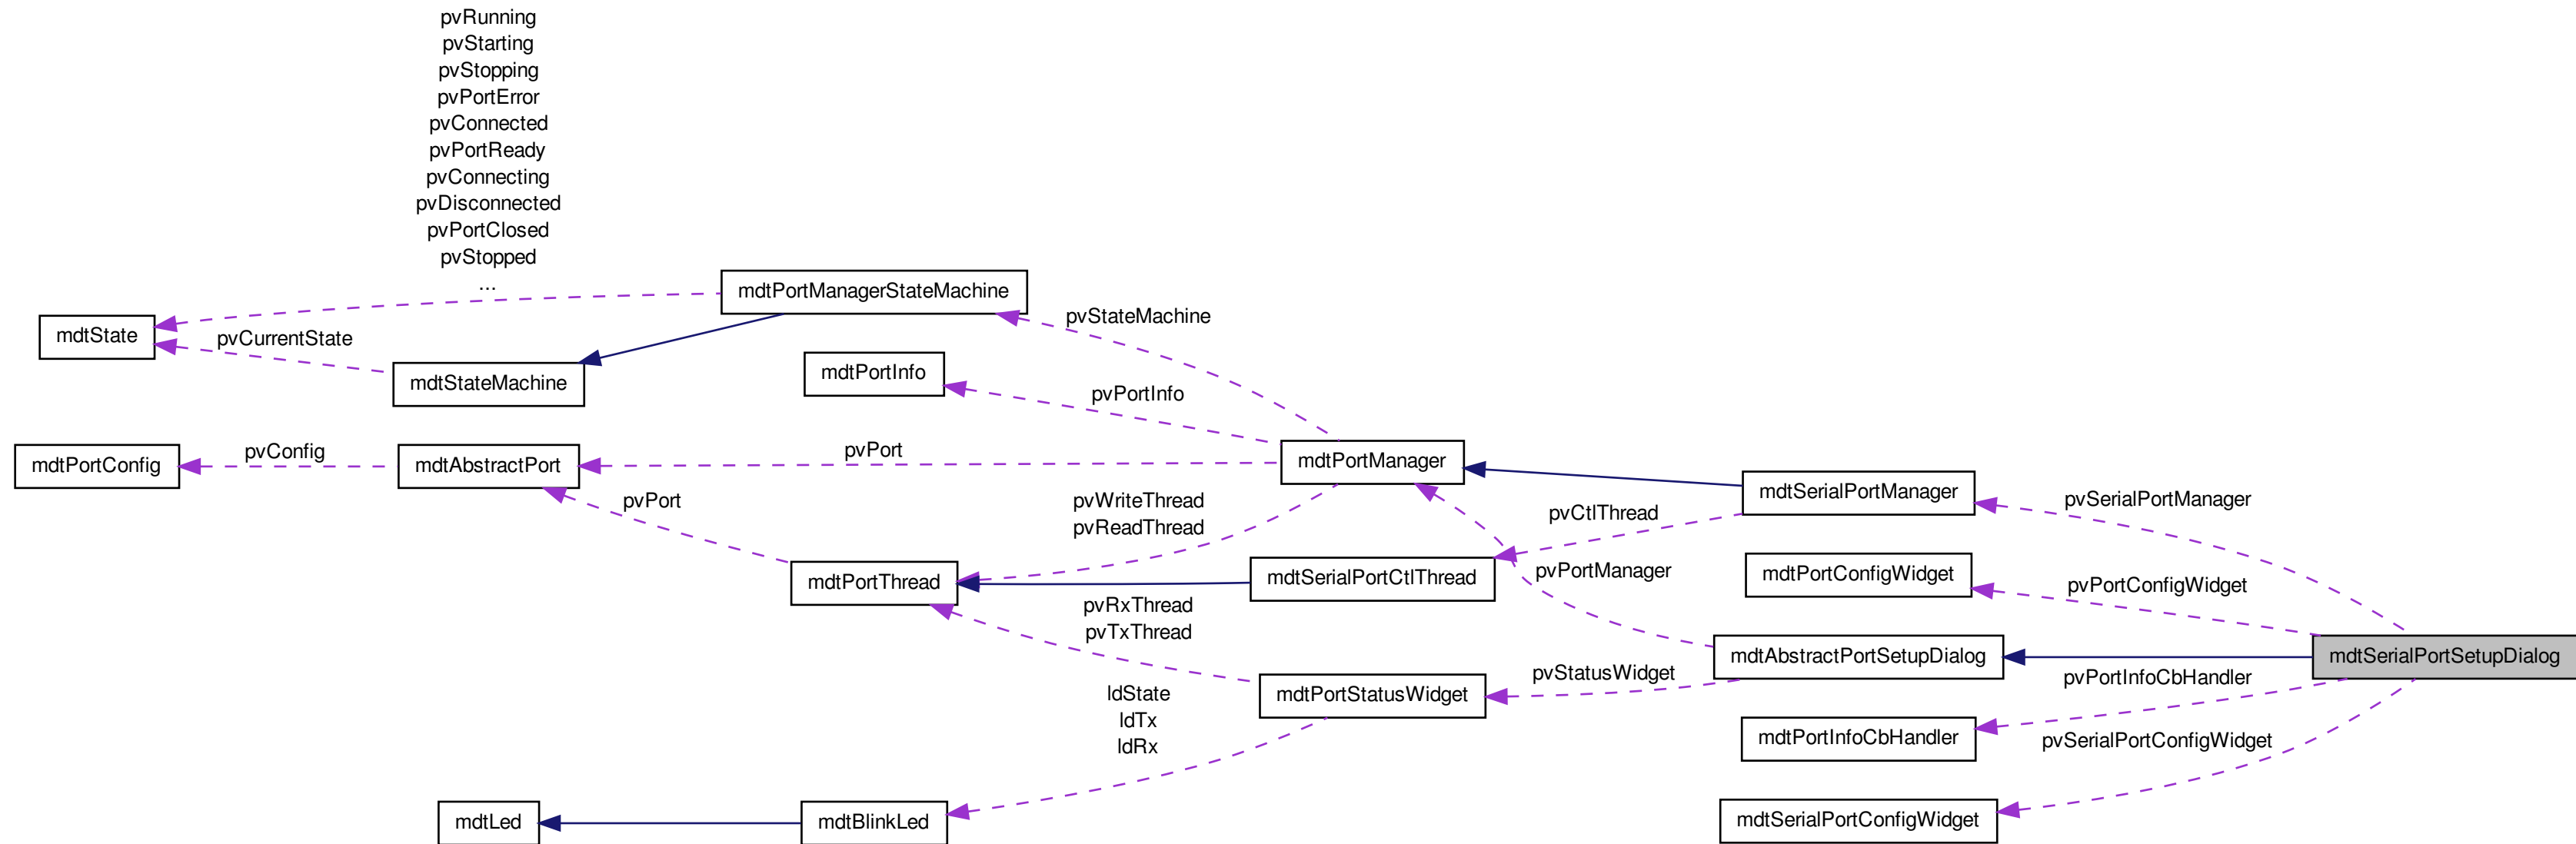 pvRunning
pvStarting
pvStopping
pvPortError
pvConnected
pvPortReady
pvConnecting
pvDisconnected
pvPortClosed
pvStopped
...
mdtPortManagerStateMachine
pvStateMachine
mdtState
pvCurrentState
mdtStateMachine
mdtPortInfo
pvPortInfo
mdtPortConfig
pvConfig
mdtAbstractPort
pvPort
mdtPortManager
pvPort
pvWriteThread
pvReadThread
mdtSerialPortManager
pvSerialPortManager
pvCtlThread
mdtPortThread
mdtSerialPortCtlThread
pvPortManager
mdtPortConfigWidget
pvPortConfigWidget
pvRxThread
pvTxThread
mdtAbstractPortSetupDialog
mdtSerialPortSetupDialog
pvStatusWidget
mdtPortStatusWidget
pvPortInfoCbHandler
ldState
ldTx
ldRx
mdtPortInfoCbHandler
pvSerialPortConfigWidget
mdtLed
mdtBlinkLed
mdtSerialPortConfigWidget